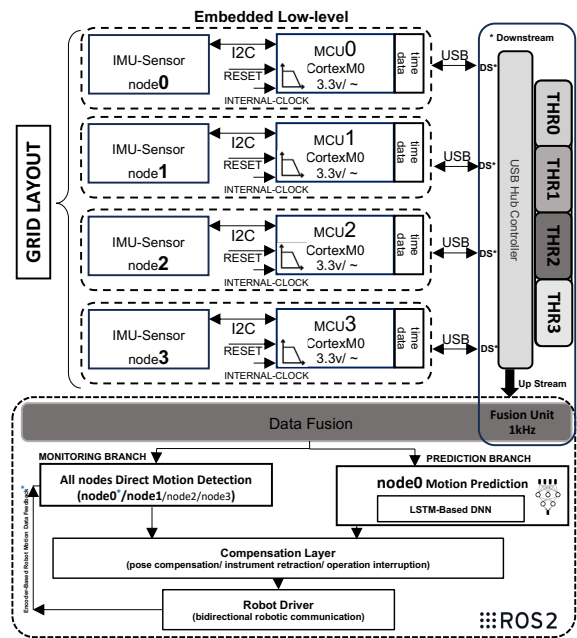 Embedded Low-level
GRID LAYOUT
IMU-Sensor
node0
I2C
RESET
INTERNAL-CLOCK
MCU0
CortexM0
3.3v/ ~
time
data
USB
IMU-Sensor
node1
I2C
RESET
INTERNAL-CLOCK
MCU1
CortexM0
3.3v/ ~
time
data
USB
IMU-Sensor
node2
I2C
RESET
INTERNAL-CLOCK
MCU2
CortexM0
3.3v/ ~
time
data
USB
IMU-Sensor
node3
I2C
RESET
INTERNAL-CLOCK
MCU3
CortexM0
3.3v/ ~
time
data
USB
* Downstream
DS*
DS*
DS*
DS*
USB Hub Controller
THR0
THR1
THR2
THR3
Up Stream
Data Fusion
Fusion Unit
1kHz
MONITORING BRANCH
PREDICTION BRANCH
All nodes Direct Motion Detection
(node0*/node1/node2/node3)
node0 Motion Prediction
LSTM-Based DNN
Encoder-Based Robot Motion Data Feedback*
Compensation Layer
(pose compensation/ instrument retraction/ operation interruption)
Robot Driver
(bidirectional robotic communication)
ROS2